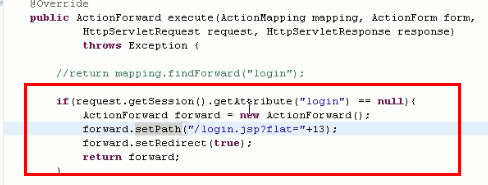 @Override
public ActionForward execute(ActionMapping mapping, ActionForm form,
HttpServletRequest request, HttpServletResponse response)
throws Exception {
//return mapping.findForward("login");
if(request.getSession().getAttribute("login") == null){
ActionForward forward = new ActionForward();
forward.setPath("/login.jsp?flat="+13);
forward.setRedirect(true);
return forward;
}